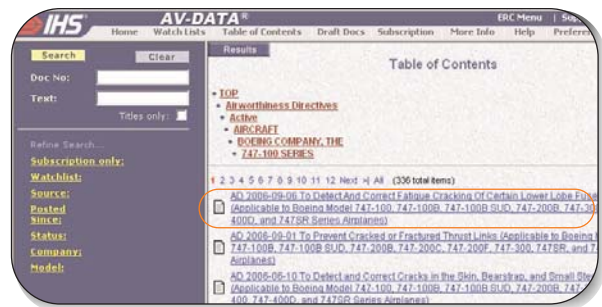 IHS AV-DATA® ERC Menu |
Home Watch Lists Table of Contents Draft Docs Subscription More Info Help
Search Clear
Doc No:
Text:
Titles only:
Refine Search...
Subscription only:
Watchlist:
Source:
Posted
Since:
Status:
Company:
Model:
Results
Table of Contents
TOP
Airworthiness Directives
Active
AIRCRAFT
BOEING COMPANY, THE
747-100 SERIES
1 2 3 4 5 6 7 8 9 10 11 12 Next >| All (336 total items)
AD 2006-09-06 To Detect And Correct Fatigue Cracking Of Certain Lower Lobe
(Applicable to Boeing Model 747-100, 747-100B, 747-100B SUD, 747-200B,
400D, and 747SR Series Airplanes)
AD 2006-09-01 To Prevent Cracked or Fractured Thrust Links (Applicable to Boeing
747-100B, 747-100B SUD, 747-200B, 747-200C, 747-200F, 747-300, 747SR, and
Airplanes)
AD 2006-06-10 To Detect and Correct Cracks in the Skin, Bearstrap, and Small
(Applicable to Boeing Model 747-100, 747-100B, 747-100B SUD, 747-200B,
400, 747-400D, and 747SR Series Airplanes)